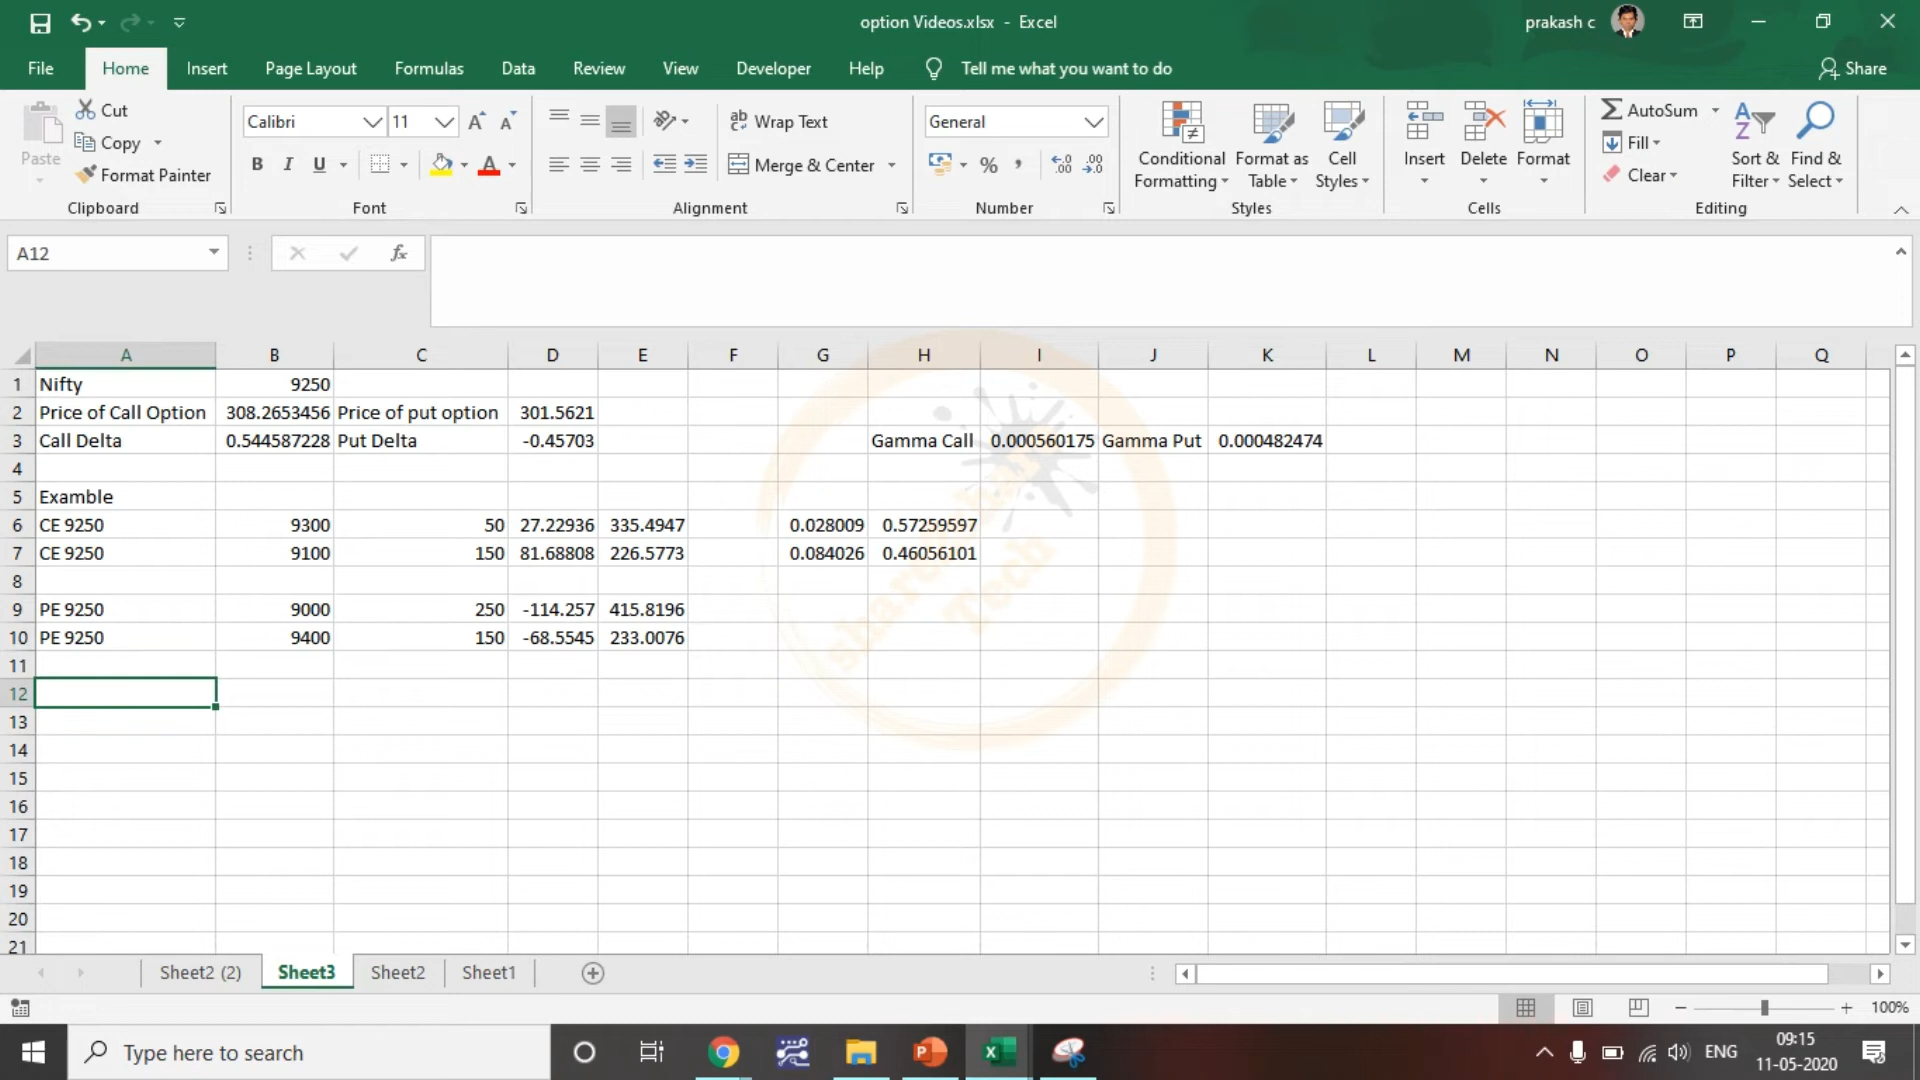 option Videos.xlsx - Excel
prakash c
File Home Insert Page Layout Formulas Data Review View Developer Help Tell me what you want to do Share
Paste
Cut
Copy
Format Painter
Clipboard
Calibri 11
B I U
Font
Wrap Text
Merge & Center
Alignment
General
Number
Conditional Formatting
Format as Table
Cell Styles
Styles
Insert
Delete
Format
Cells
AutoSum
Fill
Clear
Sort & Filter
Find & Select
Editing
A12
fx
A B C D E F G H I J K L M N O P Q
1 Nifty 9250
2 Price of Call Option 308.2653456 Price of put option 301.5621
3 Call Delta 0.544587228 Put Delta -0.45703 Gamma Call 0.000560175 Gamma Put 0.000482474
4
5 Examble
6 CE 9250 9300 50 27.22936 335.4947 0.028009 0.57259597
7 CE 9250 9100 150 81.68808 226.5773 0.084026 0.46056101
8
9 PE 9250 9000 250 -114.257 415.8196
10 PE 9250 9400 150 -68.5545 233.0076
11
12
13
14
15
16
17
18
19
20
21
Tech
Sheet2 (2) Sheet3 Sheet2 Sheet1
100%
Type here to search
ENG
09:15
11-05-2020